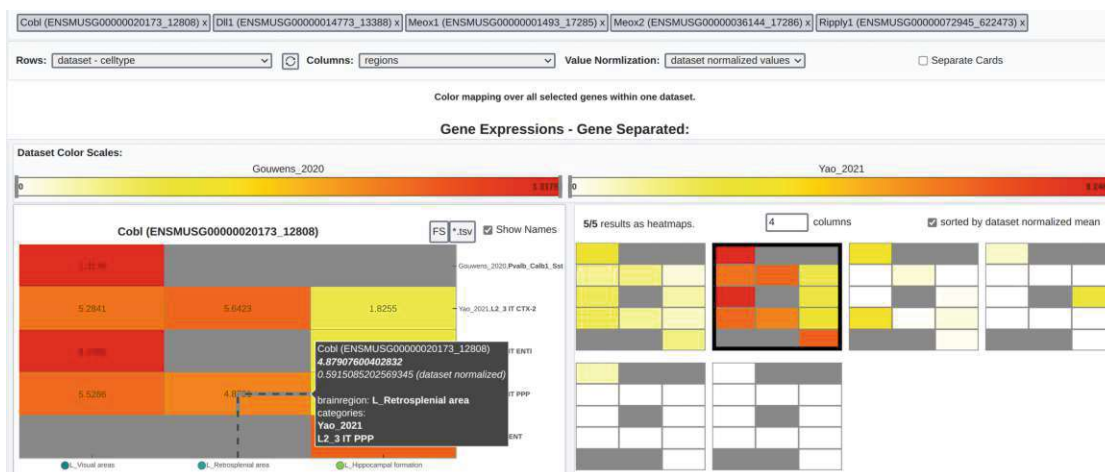 Cobl (ENSMUSG00000020173_12808) x Dll1 (ENSMUSG00000014773_13388) x Meox1 (ENSMUSG00000001493_17285) x Meox2 (ENSMUSG00000036144_17286) x Ripply1 (ENSMUSG00000072945_622473) x
Rows: dataset - celltype Columns: regions Value Normlization: dataset normalized values Separate Cards
Color mapping over all selected genes within one dataset.
Gene Expressions - Gene Separated:
Dataset Color Scales:
Gouwens_2020 Yao_2021
0 0
Cobl (ENSMUSG00000020173_12808) FS *.tsv Show Names
5/5 results as heatmaps. 4 columns sorted by dataset normalized mean
Gouwens_2020,Pvalb_Calb1_Sst
5.2841 5.6423 1.8255 Yao_2021,L2_3 IT CTX-2
IT ENTl
Cobl (ENSMUSG00000020173_12808)
4.87907600402832
0.5915085202569345 (dataset normalized)
brainregion: L_Retrosplenial area
categories:
Yao_2021
L2_3 IT PPP
5.5286 IT PPP
ENT
L_Visual areas L_Retrosplenial area L_Hippocampal formation